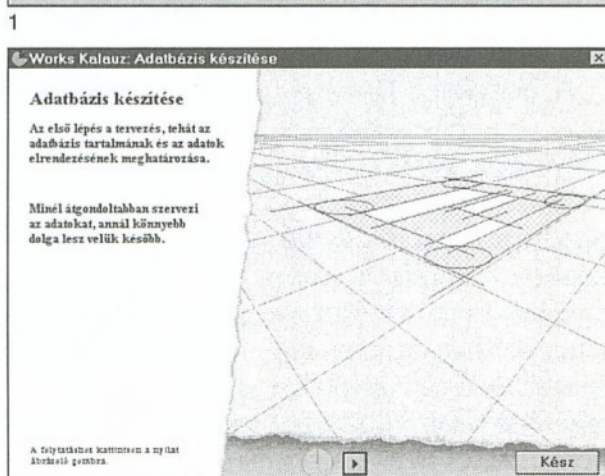 1
Works Kalauz: Adatbázis készítése
Adatbázis készítése
Az első lépés a tervezés, tehát az
adatbázis tartalmának és az adatok
elrendezésének meghatározása.
Minél átgondoltabban szervezi
az adatokat, annál könnyebb
dolga lesz velük később.
A folytatáshoz kattintson a nyilat
ábrázoló gombra.
Kész